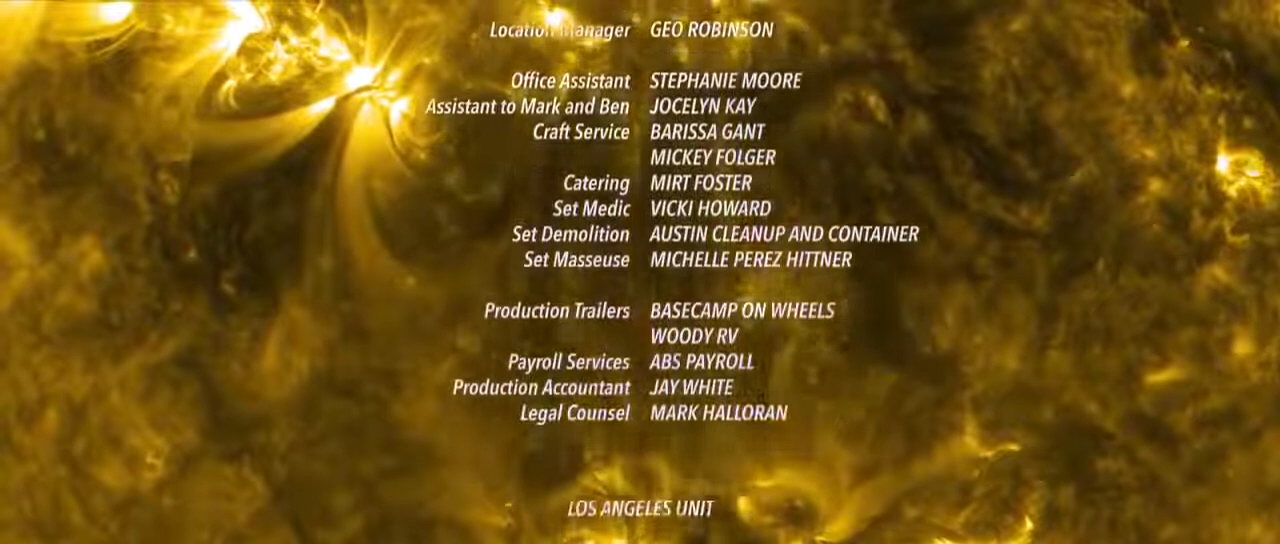 Location Manager GEO ROBINSON
Office Assistant STEPHANIE MOORE
Assistant to Mark and Ben JOCELYN KAY
Craft Service BARISSA GANT
MICKEY FOLGER
Catering MIRT FOSTER
Set Medic VICKI HOWARD
Set Demolition AUSTIN CLEANUP AND CONTAINER
Set Masseuse MICHELLE PEREZ HITTNER
Production Trailers BASECAMP ON WHEELS
WOODY RV
Payroll Services ABS PAYROLL
Production Accountant JAY WHITE
Legal Counsel MARK HALLORAN
LOS ANGELES UNIT